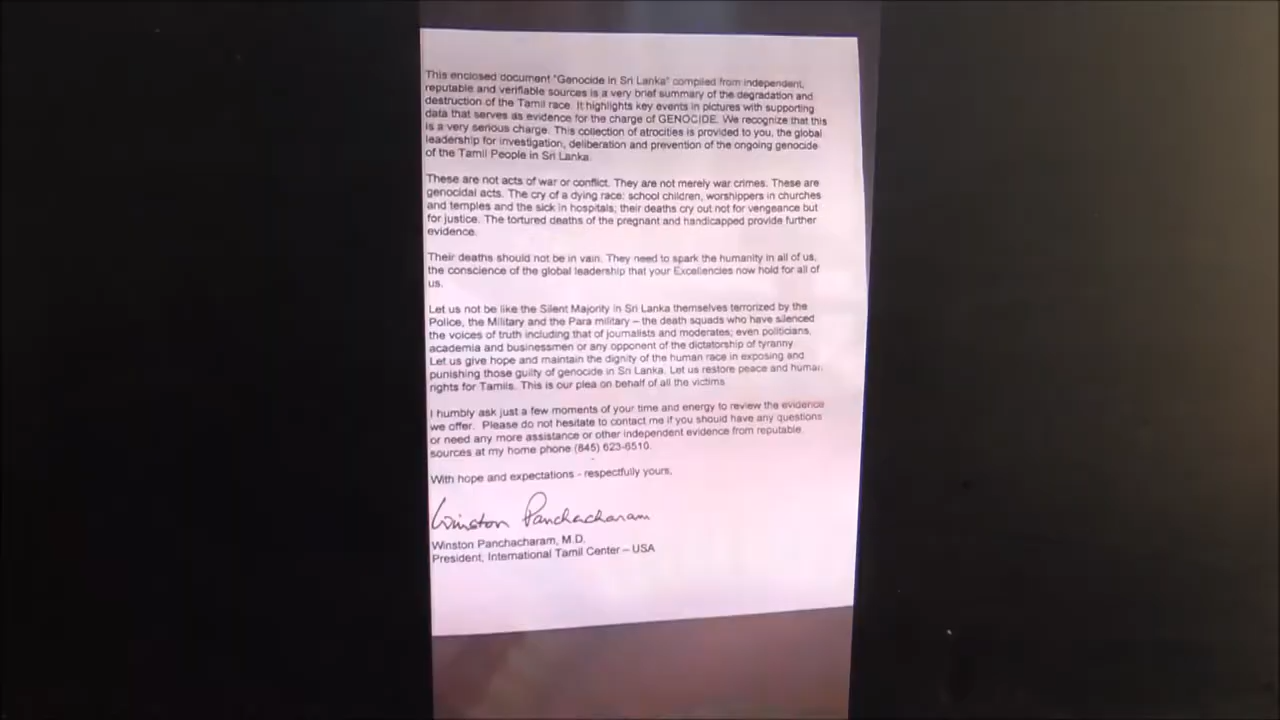 This enclosed document "Genocide in Sri Lanka" compiled from independent,
reputable and verifiable sources is a very brief summary of the degradation and
destruction of the Tamil race. It highlights key events in pictures with supporting
data that serves as evidence for the charge of GENOCIDE. We recognize that this
is a very serious charge. This collection of atrocities is provided to you, the global
leadership for investigation, deliberation and prevention of the ongoing genocide
of the Tamil People in Sri Lanka.
These are not acts of war or conflict. They are not merely war crimes. These are
genocidal acts. The cry of a dying race: school children, worshippers in churches
and temples and the sick in hospitals; their deaths cry out not for vengeance but
for justice. The tortured deaths of the pregnant and handicapped provide further
evidence.
Their deaths should not be in vain. They need to spark the humanity in all of us,
the conscience of the global leadership that your Excellencies now hold for all of
us.
Let us not be like the Silent Majority in Sri Lanka themselves terrorized by the
Police, the Military and the Para military – the death squads who have silenced
the voices of truth including that of journalists and moderates; even politicians,
academia and businessmen or any opponent of the dictatorship of tyranny
Let us give hope and maintain the dignity of the human race in exposing and
punishing those guilty of genocide in Sri Lanka. Let us restore peace and human
rights for Tamils. This is our plea on behalf of all the victims
I humbly ask just a few moments of your time and energy to review the evidence
we offer. Please do not hesitate to contact me if you should have any questions
or need any more assistance or other independent evidence from reputable
sources at my home phone (845) 623-6510.
With hope and expectations - respectfully yours,
Winston Panchacharam
Winston Panchacharam, M.D.
President, International Tamil Center – USA